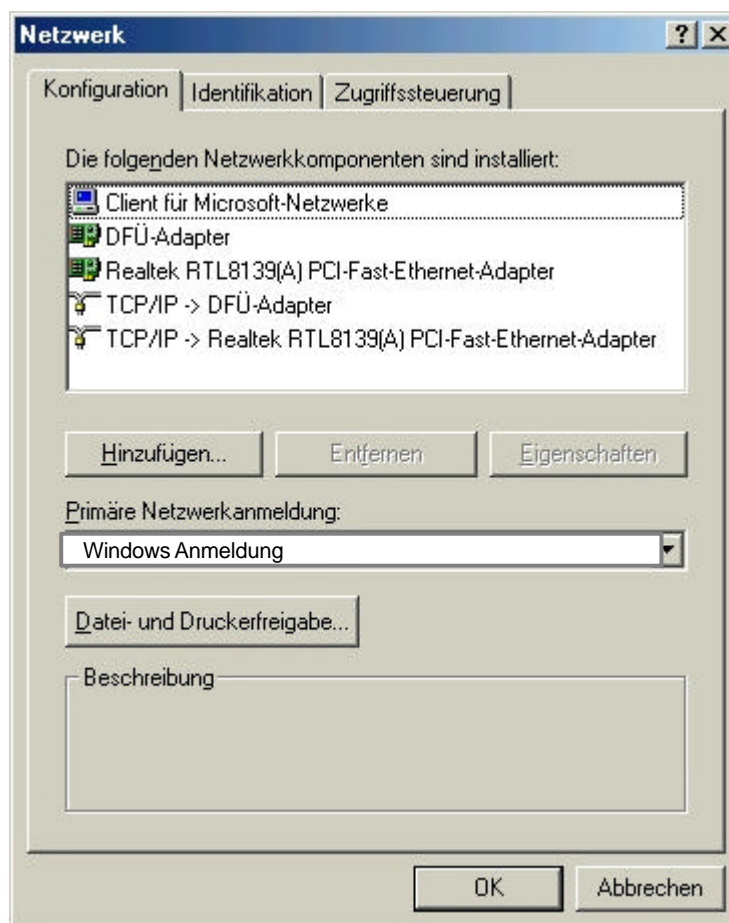 Netzwerk
Konfiguration Identifikation Zugriffssteuerung
Die folgenden Netzwerkkomponenten sind installiert:
Client für Microsoft-Netzwerke
DFÜ-Adapter
Realtek RTL8139(A) PCI-Fast-Ethernet-Adapter
TCP/IP -> DFÜ-Adapter
TCP/IP -> Realtek RTL8139(A) PCI-Fast-Ethernet-Adapter
Hinzufügen... Entfernen Eigenschaften
Primäre Netzwerkanmeldung:
Windows Anmeldung
Datei- und Druckerfreigabe...
Beschreibung
OK Abbrechen